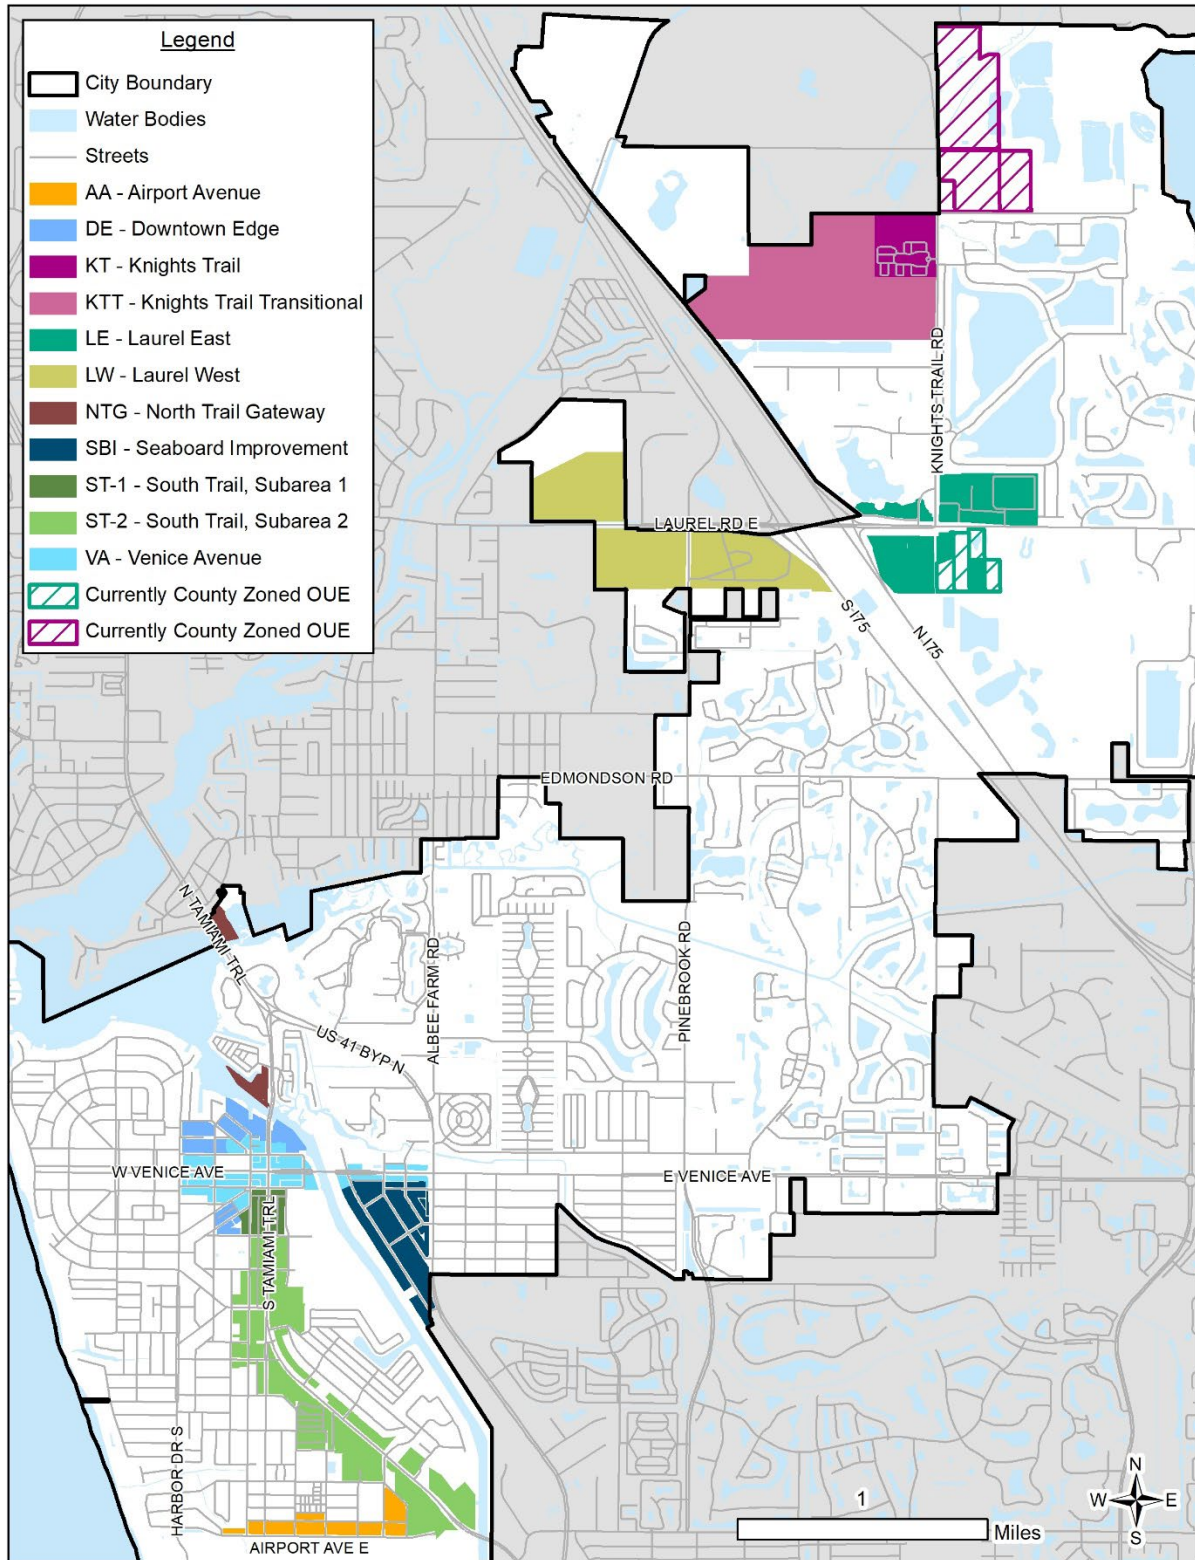 Legend
City Boundary
Water Bodies
Streets
AA - Airport Avenue
DE - Downtown Edge
KT - Knights Trail
KTT - Knights Trail Transitional
LE - Laurel East
LW - Laurel West
NTG - North Trail Gateway
SBI - Seaboard Improvement
ST-1 - South Trail, Subarea 1
ST-2 - South Trail, Subarea 2
VA - Venice Avenue
Currently County Zoned OUE
Currently County Zoned OUE
KNIGHTS TRAIL RD
LAUREL RD E
S I75
N I75
EDMONDSON RD
N TAMIAMI TRL
ALBEE FARM RD
PINEBROOK RD
US 41 BYP N
W VENICE AVE
E VENICE AVE
S TAMIAMI TRL
HARBOR DR S
AIRPORT AVE E
1
Miles
N
W
E
S